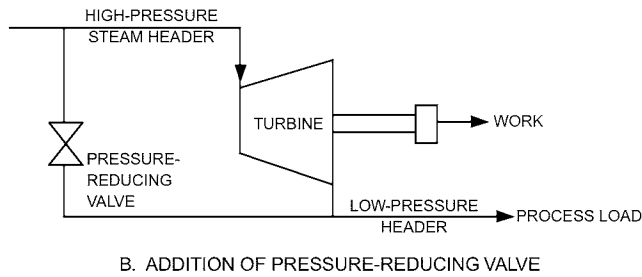 HIGH-PRESSURE
STEAM HEADER
TURBINE
WORK
PRESSURE-
REDUCING
VALVE
LOW-PRESSURE
HEADER
PROCESS LOAD
B. ADDITION OF PRESSURE-REDUCING VALVE